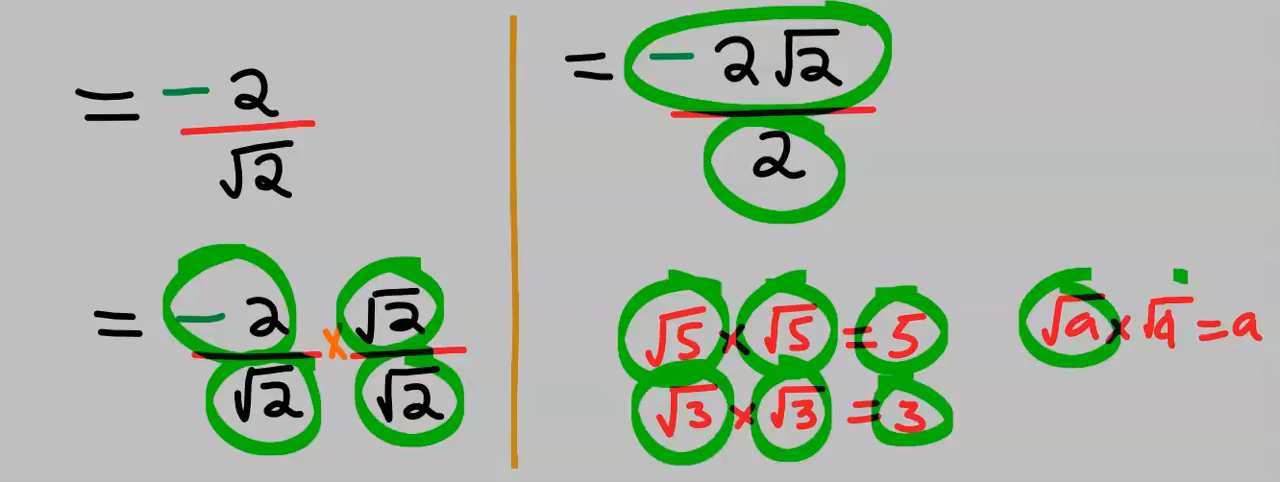 = -2/√2
= -2/√2 × √2/√2
= -2√2/2
√5 × √5 = 5
√3 × √3 = 3
√a × √a = a